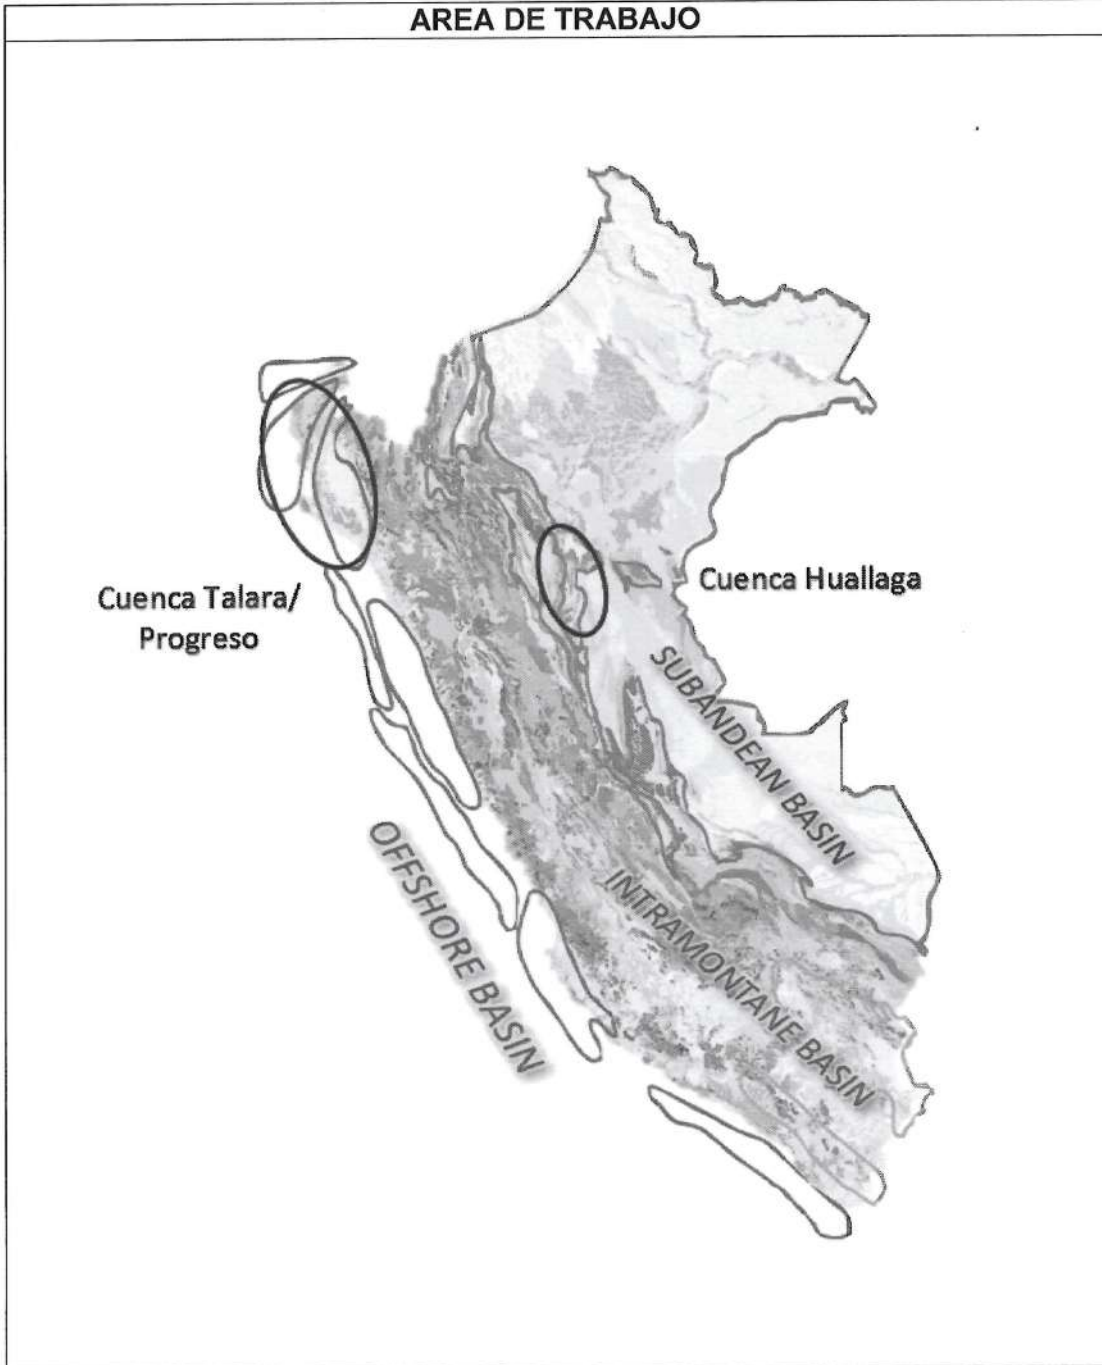 AREA DE TRABAJO
Cuenca Talara/
Progreso
Cuenca Huallaga
SUBANDEAN BASIN
OFFSHORE BASIN
INTRAMONTANE BASIN